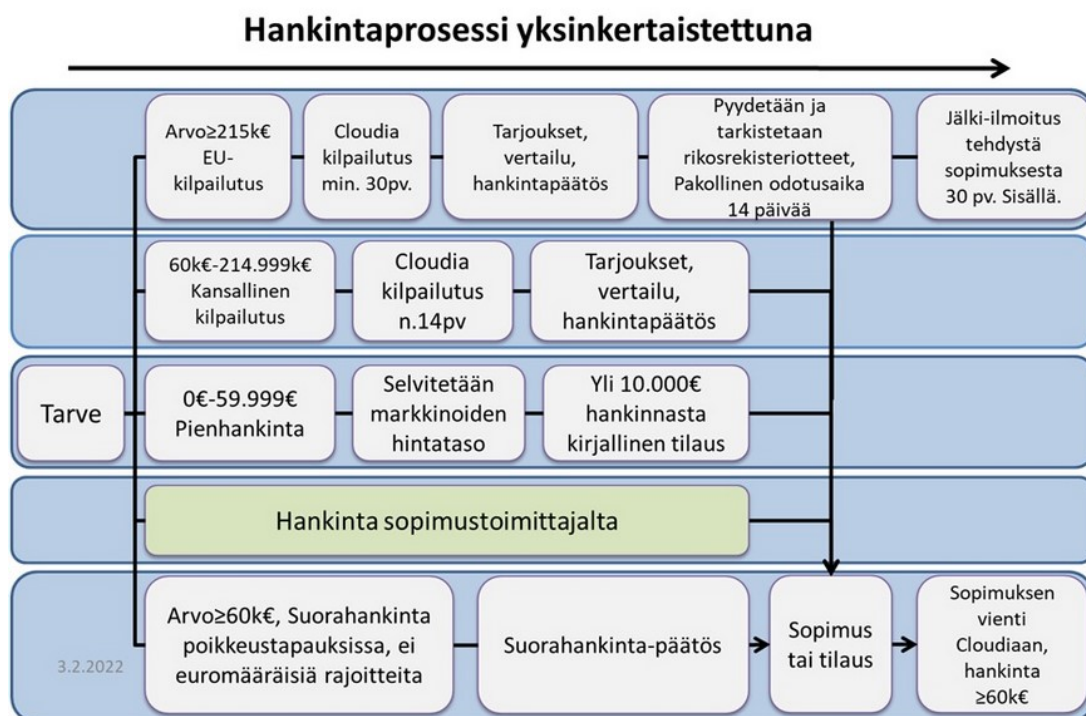 Hankintaprosessi yksinkertaistettuna
Arvo≥215k€
EU-
kilpailutus
Cloudia
kilpailutus
min. 30pv.
Tarjoukset,
vertailu,
hankintapäätös
Pyydetään ja
tarkistetaan
rikosrekisteriotteet,
Pakollinen odotusaika
14 päivää
Jälki-ilmoitus
tehdystä
sopimuksesta
30 pv. Sisällä.
60k€-214.999k€
Kansallinen
kilpailutus
Cloudia
kilpailutus
n.14pv
Tarjoukset,
vertailu,
hankintapäätös
Tarve
0€-59.999€
Pienhankinta
Selvitetään
markkinoiden
hintataso
Yli 10.000€
hankinnasta
kirjallinen tilaus
Hankinta sopimustoimittajalta
Arvo≥60k€, Suorahankinta
poikkeustapauksissa, ei
euromääräisiä rajoitteita
Suorahankinta-päätös
Sopimus
tai tilaus
Sopimuksen
vienti
Cloudiaan,
hankinta
≥60k€
3.2.2022